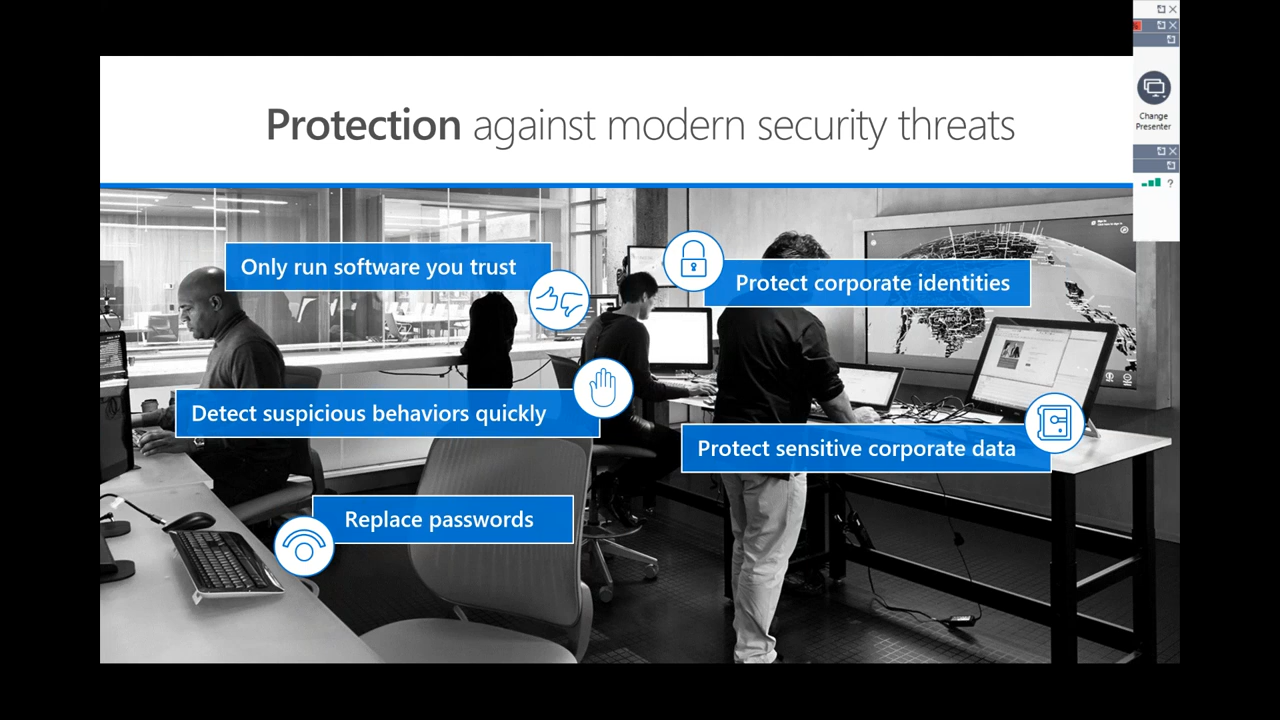 Protection against modern security threats
Change
Presenter
?
Only run software you trust
Protect corporate identities
Detect suspicious behaviors quickly
Protect sensitive corporate data
Replace passwords